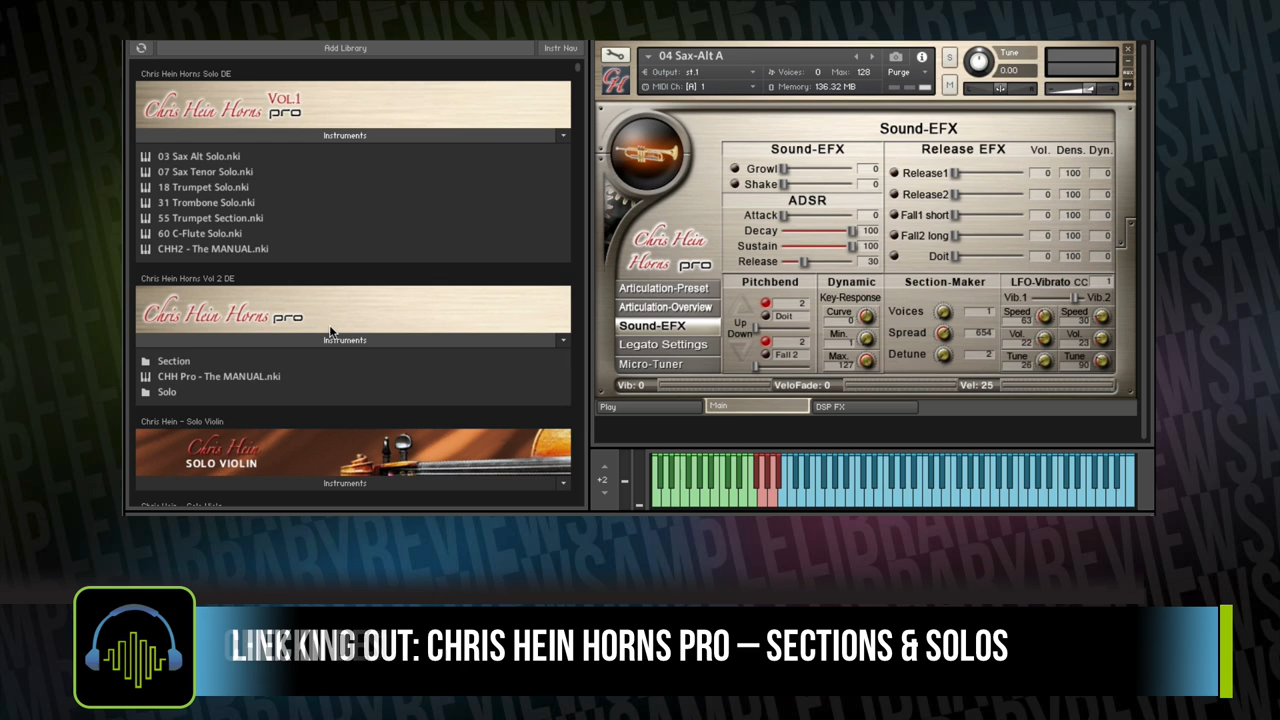 Add Library
Instr Nav
Chris Hein Horns Solo DE
Chris Hein Horns VOL.1 pro
Instruments
03 Sax Alt Solo.nki
07 Sax Tenor Solo.nki
18 Trumpet Solo.nki
31 Trombone Solo.nki
55 Trumpet Section.nki
60 C-Flute Solo.nki
CHH2 - The MANUAL.nki
Chris Hein Horns Vol 2 DE
Chris Hein Horns pro
Instruments
Section
CHH Pro - The MANUAL.nki
Solo
Chris Hein - Solo Violin
Chris Hein
SOLO VIOLIN
Instruments
04 Sax-Alt A
Output: st.1 Voices: 0 Max: 128 Purge
MIDI Ch: [A] 1 Memory: 136.32 MB
S
M
Tune
0.00
Sound-EFX
Sound-EFX
Growl 0
Shake 0
ADSR
Attack 0
Decay 100
Sustain 100
Release 30
Release EFX Vol. Dens. Dyn.
Release1 0 100 0
Release2 0 100 0
Fall1 short 0 100 0
Fall2 long 0 100 0
Doit 0 100 0
Chris Hein
Horns pro
Articulation-Preset
Articulation-Overview
Sound-EFX
Legato Settings
Micro-Tuner
Pitchbend
2
Doit
Up
Down
2
Fall 2
Dynamic
Key-Response
Curve 0
Min. 1
Max. 127
Section-Maker
Voices 1
Spread 654
Detune 2
LFO-Vibrato CC 1
Vib.1 Vib.2
Speed 63 Speed 30
Vol. 22 Vol. 23
Tune 26 Tune 90
Vib: 0 VeloFade: 0 Vel: 25
Play Main DSP FX
+2
KING OUT: CHRIS HEIN HORNS PRO – SECTIONS & SOLOS